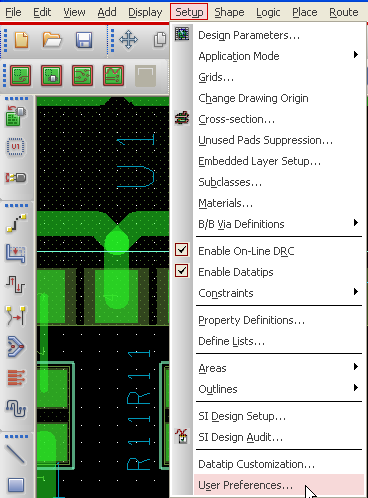 File Edit View Add Display Setup Shape Logic Place Route
Design Parameters...
Application Mode
Grids...
Change Drawing Origin
Cross-section...
Unused Pads Suppression...
Embedded Layer Setup...
Subclasses...
Materials...
B/B Via Definitions
Enable On-Line DRC
Enable Datatips
Constraints
Property Definitions...
Define Lists...
Areas
Outlines
SI Design Setup...
SI Design Audit...
Datatip Customization...
User Preferences...
U1
U1
R11R11